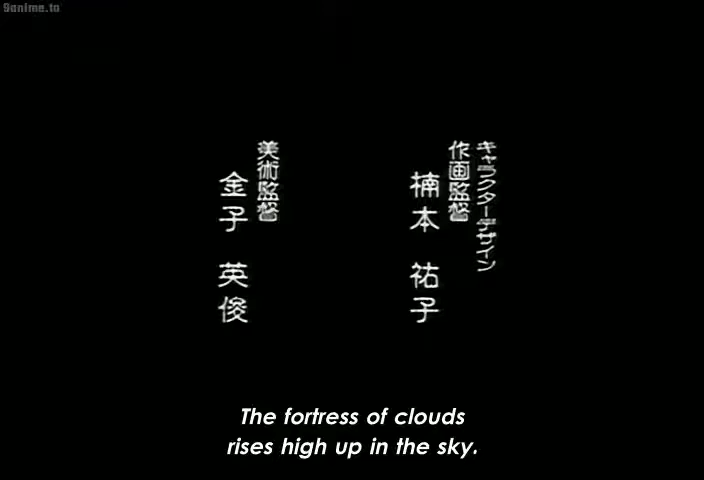 9anime.to
キャラクターデザイン
作画監督
楠本 祐子
美術監督
金子 英俊
The fortress of clouds
rises high up in the sky.